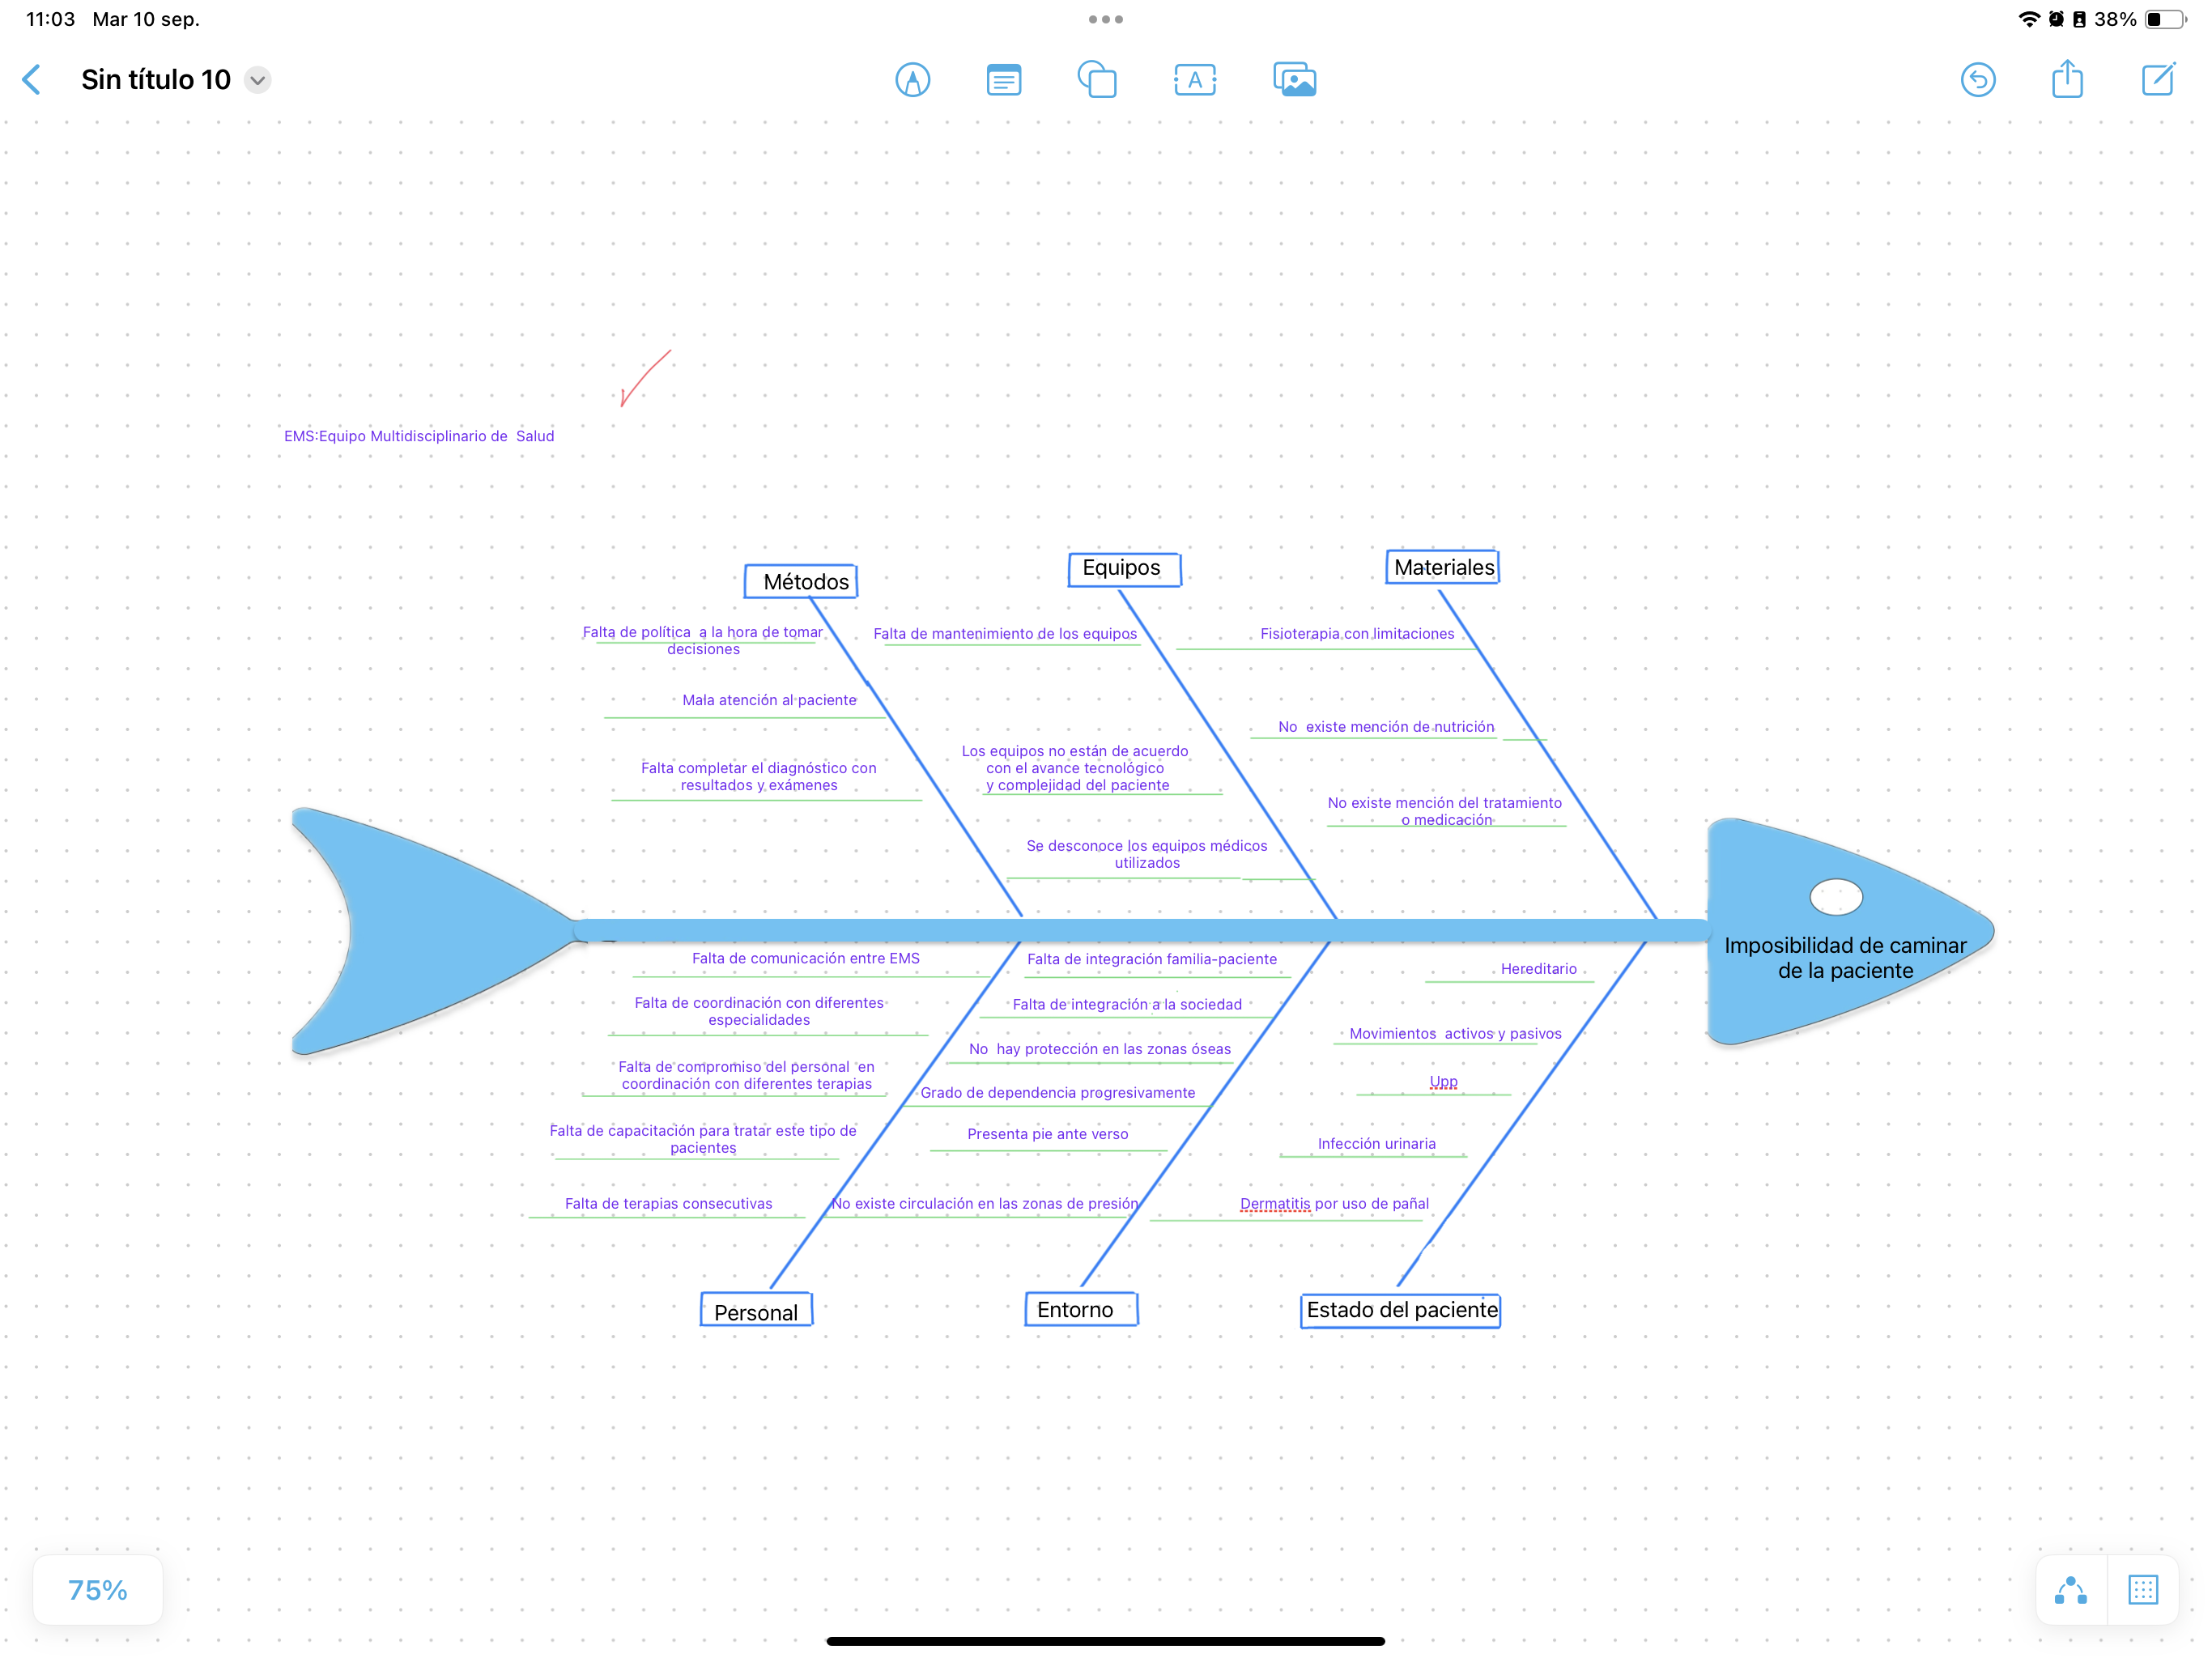 11:03 Mar 10 sep.
38%
Sin título 10
A
EMS:Equipo Multidisciplinario de Salud
Métodos
Equipos
Materiales
Falta de política a la hora de tomar
decisiones
Mala atención al paciente
Falta completar el diagnóstico con
resultados y exámenes
Falta de mantenimiento de los equipos
Los equipos no están de acuerdo
con el avance tecnológico
y complejidad del paciente
Se desconoce los equipos médicos
utilizados
Fisioterapia con limitaciones
No existe mención de nutrición
No existe mención del tratamiento
o medicación
Imposibilidad de caminar
de la paciente
Falta de comunicación entre EMS
Falta de coordinación con diferentes
especialidades
Falta de compromiso del personal en
coordinación con diferentes terapias
Falta de capacitación para tratar este tipo de
pacientes
Falta de terapias consecutivas
Falta de integración familia-paciente
Falta de integración a la sociedad
No hay protección en las zonas óseas
Grado de dependencia progresivamente
Presenta pie ante verso
No existe circulación en las zonas de presión
Hereditario
Movimientos activos y pasivos
Upp
Infección urinaria
Dermatitis por uso de pañal
Personal
Entorno
Estado del paciente
75%